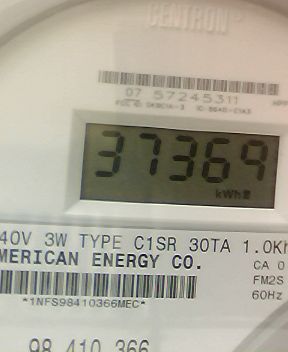 CENTRON
07 57245311
37369
kWh
40V 3W TYPE C1SR 30TA 1.0Kh
MERICAN ENERGY CO.
CA 0
FM2S
60Hz
*1NFS98410366MEC*
98 410 366